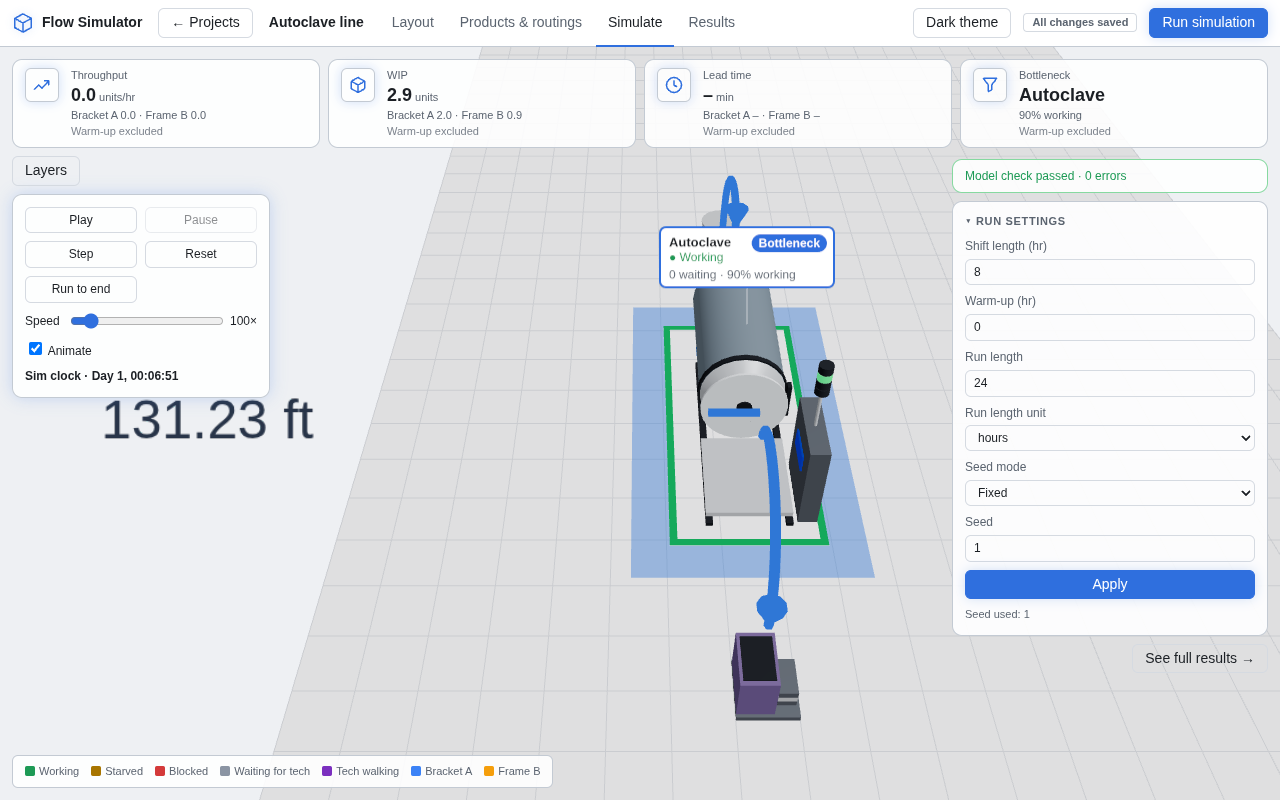 Flow Simulator
← Projects
Autoclave line
Layout
Products & routings
Simulate
Results
Dark theme
All changes saved
Run simulation
Throughput
0.0 units/hr
Bracket A 0.0 · Frame B 0.0
Warm-up excluded
WIP
2.9 units
Bracket A 2.0 · Frame B 0.9
Warm-up excluded
Lead time
– min
Bracket A – · Frame B –
Warm-up excluded
Bottleneck
Autoclave
90% working
Warm-up excluded
Layers
Play
Pause
Step
Reset
Run to end
Speed
100×
Animate
Sim clock · Day 1, 00:06:51
131.23 ft
Autoclave
Bottleneck
● Working
0 waiting · 90% working
Model check passed · 0 errors
▾ RUN SETTINGS
Shift length (hr)
8
Warm-up (hr)
0
Run length
24
Run length unit
hours
Seed mode
Fixed
Seed
1
Apply
Seed used: 1
See full results →
Working
Starved
Blocked
Waiting for tech
Tech walking
Bracket A
Frame B